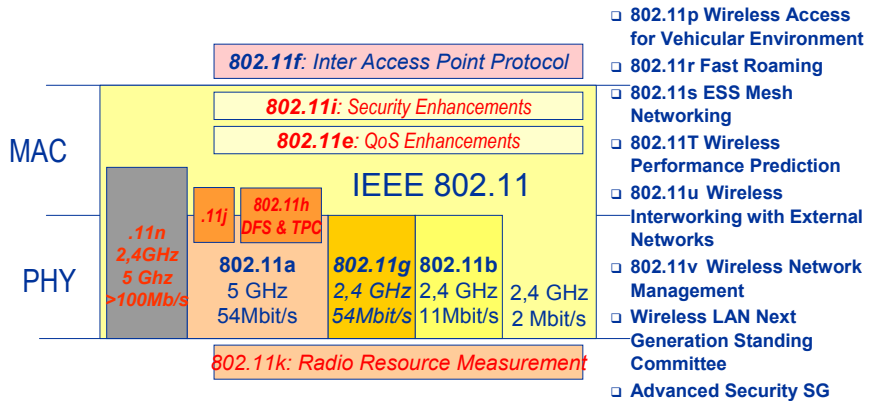 802.11f: Inter Access Point Protocol
802.11i: Security Enhancements
802.11e: QoS Enhancements
MAC
IEEE 802.11
.11n
2,4GHz
5 Ghz
>100Mb/s
.11j
802.11h
DFS & TPC
PHY
802.11a
5 GHz
54Mbit/s
802.11g
2,4 GHz
54Mbit/s
802.11b
2,4 GHz
11Mbit/s
2,4 GHz
2 Mbit/s
802.11k: Radio Resource Measurement
802.11p Wireless Access
for Vehicular Environment
802.11r Fast Roaming
802.11s ESS Mesh
Networking
802.11T Wireless
Performance Prediction
802.11u Wireless
Interworking with External
Networks
802.11v Wireless Network
Management
Wireless LAN Next
Generation Standing
Committee
Advanced Security SG